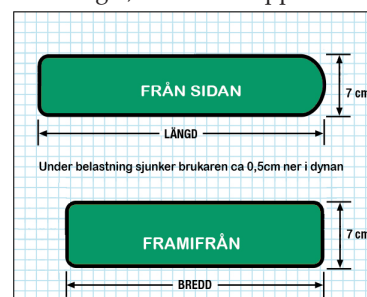 FRÅN SIDAN
7 cm
LÄNGD
Under belastning sjunker brukaren ca 0,5cm ner i dynan
FRAMIFRÅN
7 cm
BREDD